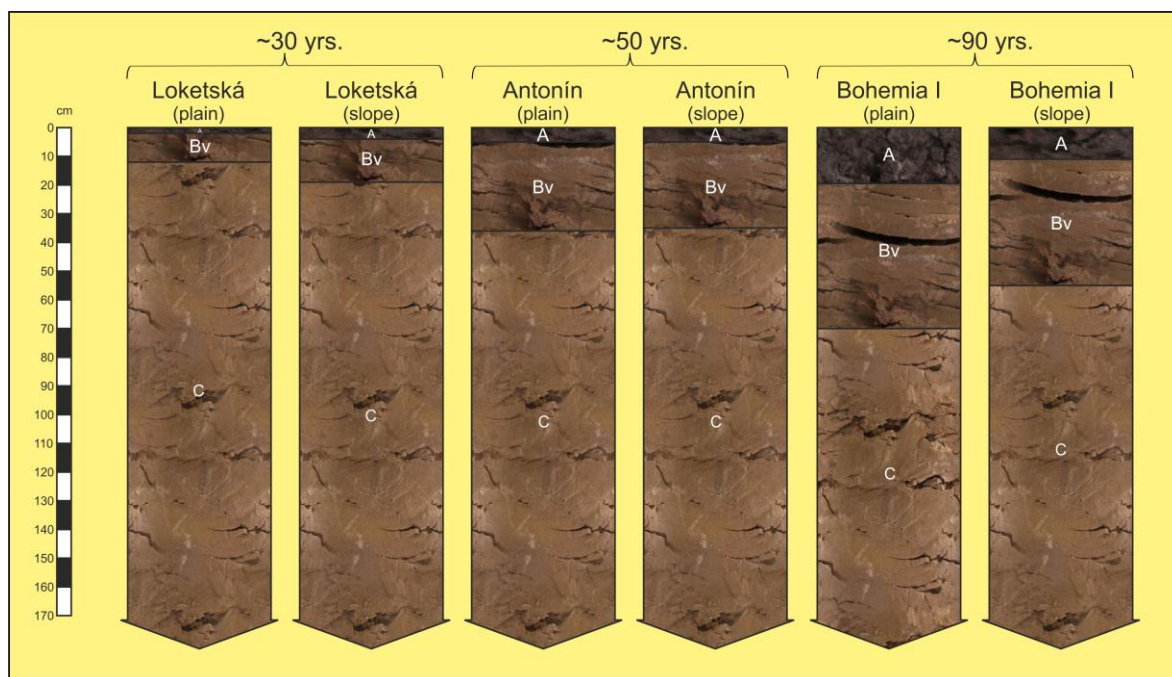 ~30 yrs.
~50 yrs.
~90 yrs.
Loketská
(plain)
Loketská
(slope)
Antonín
(plain)
Antonín
(slope)
Bohemia I
(plain)
Bohemia I
(slope)
cm
0
10
20
30
40
50
60
70
80
90
100
110
120
130
140
150
160
170
A
Bv
C
A
Bv
C
A
Bv
C
A
Bv
C
A
Bv
C
A
Bv
C